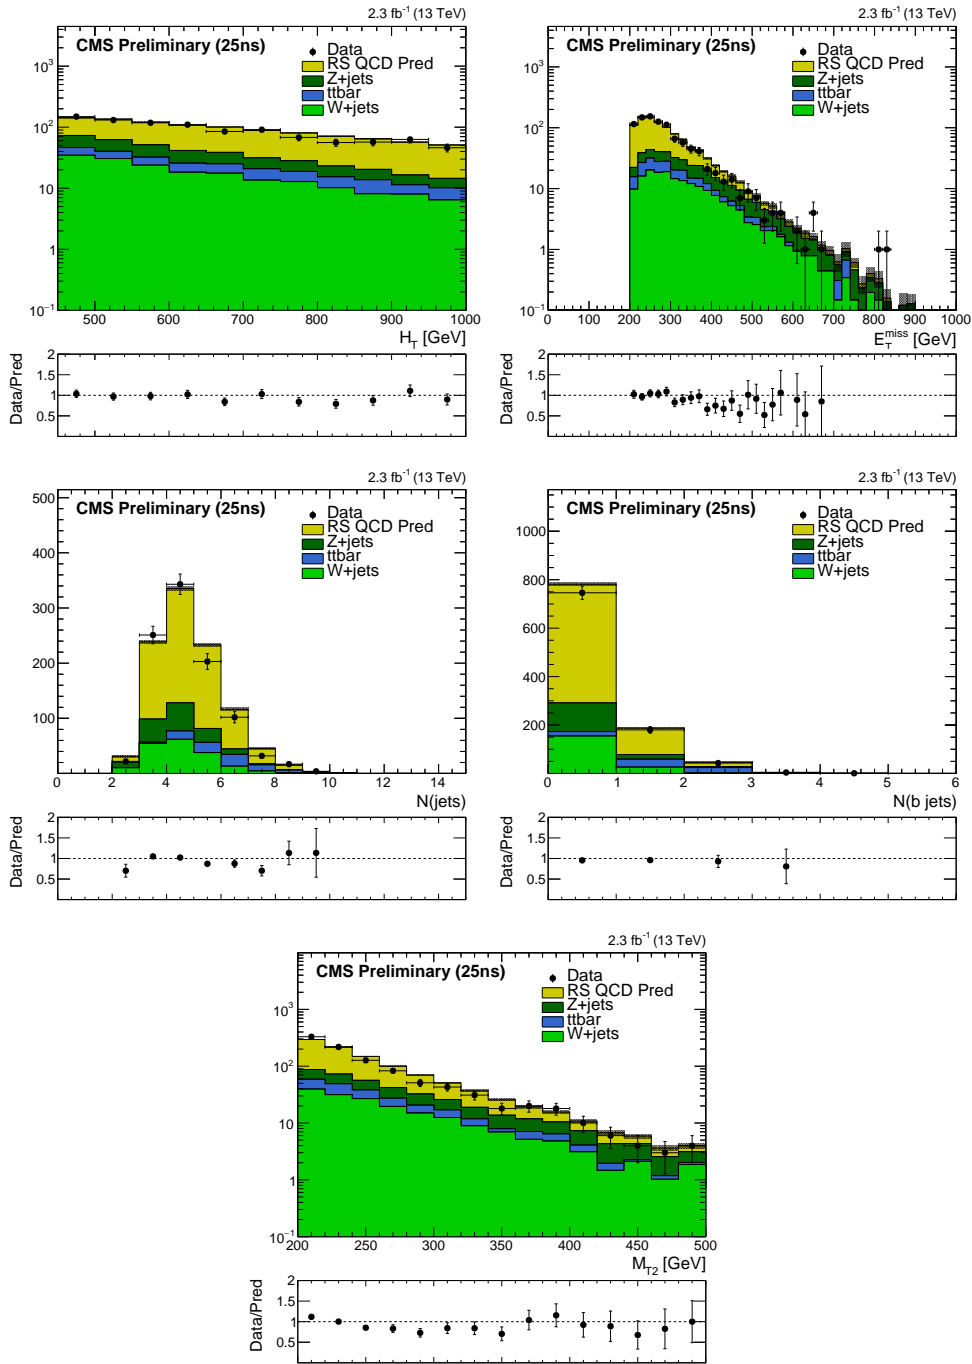 2.3 fb⁻¹ (13 TeV)
CMS Preliminary (25ns)
Data
RS QCD Pred
Z+jets
ttbar
W+jets
10³
10²
10
1
10⁻¹
500 600 700 800 900 1000
H_T [GeV]
Data/Pred
2
1.5
1
0.5
2.3 fb⁻¹ (13 TeV)
CMS Preliminary (25ns)
Data
RS QCD Pred
Z+jets
ttbar
W+jets
10³
10²
10
1
10⁻¹
0 100 200 300 400 500 600 700 800 900 1000
E_T^miss [GeV]
Data/Pred
2
1.5
1
0.5
2.3 fb⁻¹ (13 TeV)
CMS Preliminary (25ns)
Data
RS QCD Pred
Z+jets
ttbar
W+jets
500
400
300
200
100
0 2 4 6 8 10 12 14
N(jets)
Data/Pred
2
1.5
1
0.5
2.3 fb⁻¹ (13 TeV)
CMS Preliminary (25ns)
Data
RS QCD Pred
Z+jets
ttbar
W+jets
1000
800
600
400
200
0 1 2 3 4 5 6
N(b jets)
Data/Pred
2
1.5
1
0.5
2.3 fb⁻¹ (13 TeV)
CMS Preliminary (25ns)
Data
RS QCD Pred
Z+jets
ttbar
W+jets
10³
10²
10
1
10⁻¹
200 250 300 350 400 450 500
M_T2 [GeV]
Data/Pred
2
1.5
1
0.5